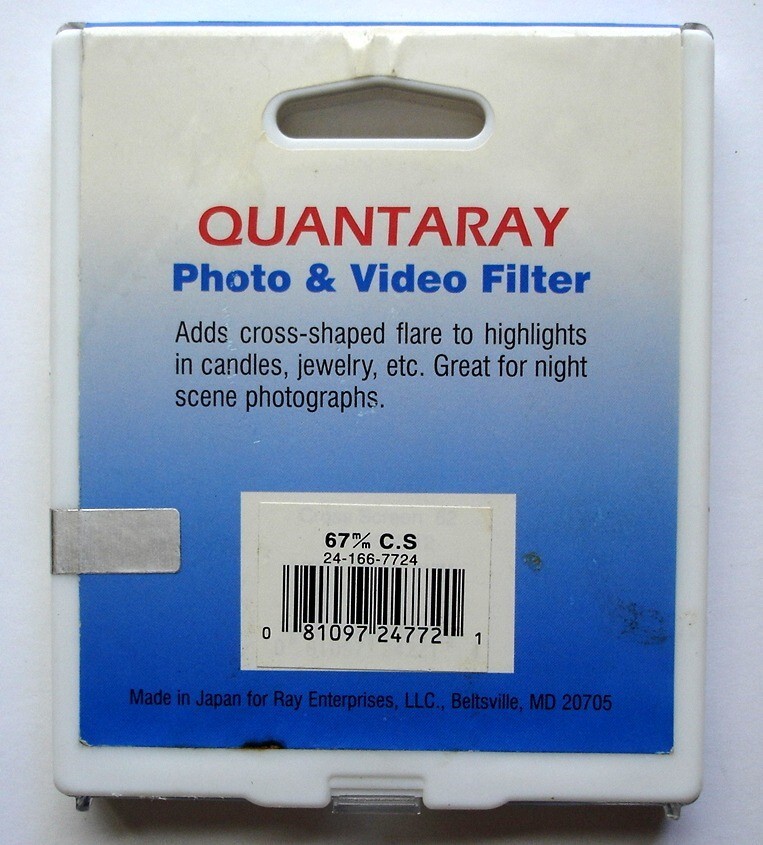 QUANTARAY
Photo & Video Filter
Adds cross-shaped flare to highlights
in candles, jewelry, etc. Great for night
scene photographs.
67m/m C.S
24-166-7724
0 81097 24772 1
Made in Japan for Ray Enterprises, LLC., Beltsville, MD 20705